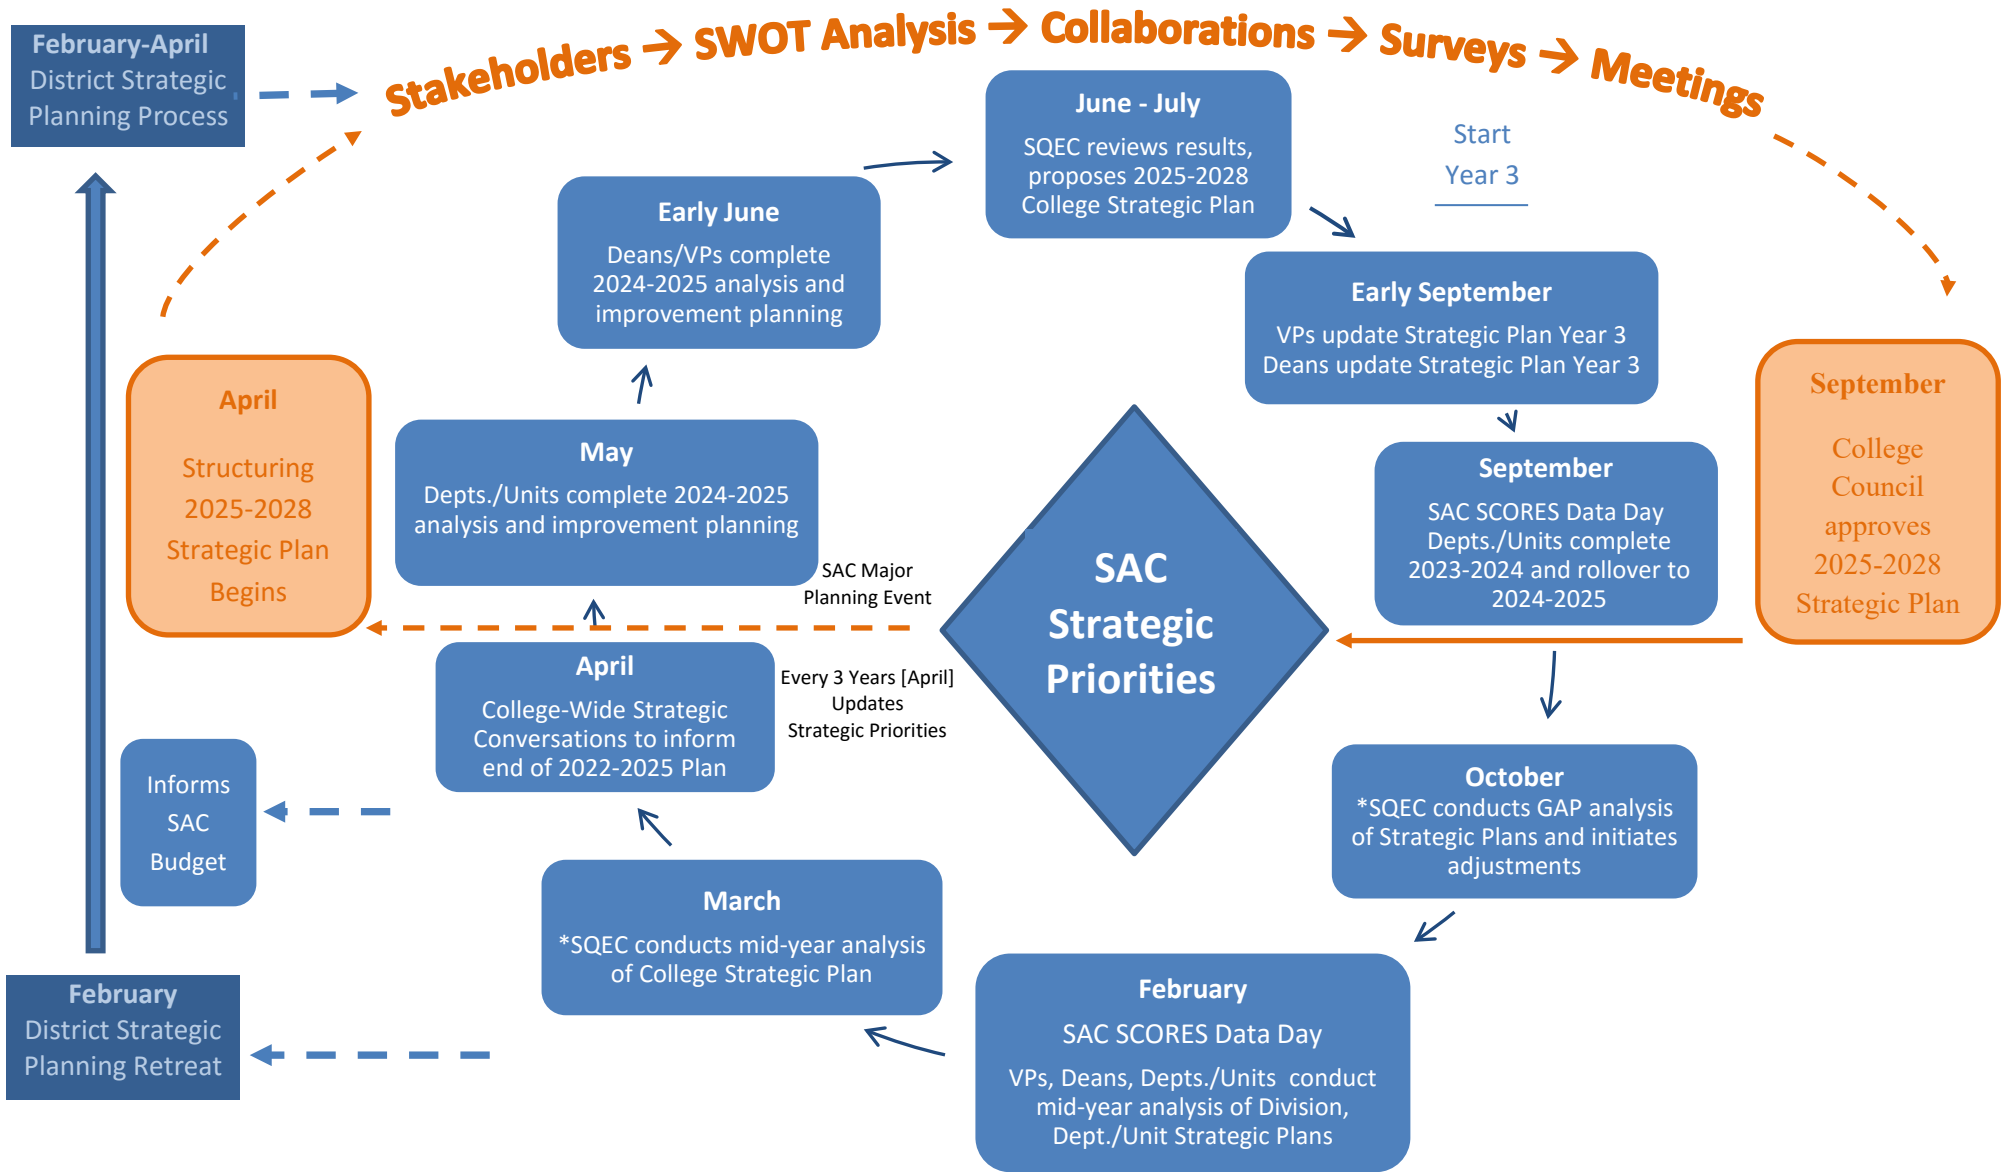 Stakeholders → SWOT Analysis → Collaborations → Surveys → Meetings
February-April
District Strategic
Planning Process
June - July
SQEC reviews results,
proposes 2025-2028
College Strategic Plan
Start
Year 3
Early June
Deans/VPs complete
2024-2025 analysis and
improvement planning
Early September
VPs update Strategic Plan Year 3
Deans update Strategic Plan Year 3
April
Structuring
2025-2028
Strategic Plan
Begins
May
Depts./Units complete 2024-2025
analysis and improvement planning
SAC Major
Planning Event
SAC
Strategic
Priorities
September
SAC SCORES Data Day
Depts./Units complete
2023-2024 and rollover to
2024-2025
September
College
Council
approves
2025-2028
Strategic Plan
April
College-Wide Strategic
Conversations to inform
end of 2022-2025 Plan
Every 3 Years [April]
Updates
Strategic Priorities
Informs
SAC
Budget
October
*SQEC conducts GAP analysis
of Strategic Plans and initiates
adjustments
March
*SQEC conducts mid-year analysis
of College Strategic Plan
February
District Strategic
Planning Retreat
February
SAC SCORES Data Day
VPs, Deans, Depts./Units conduct
mid-year analysis of Division,
Dept./Unit Strategic Plans